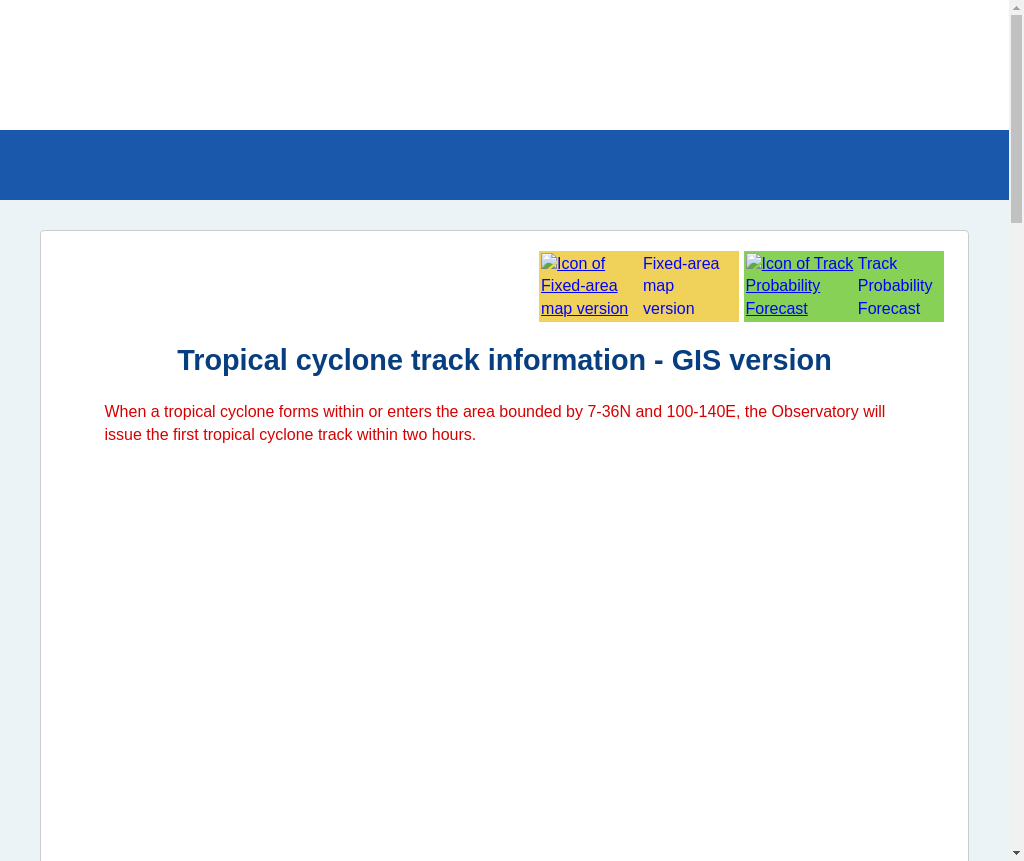 Icon of Fixed-area map version
Fixed-area map version
Icon of Track Probability Forecast
Track Probability Forecast
Tropical cyclone track information - GIS version
When a tropical cyclone forms within or enters the area bounded by 7-36N and 100-140E, the Observatory will
issue the first tropical cyclone track within two hours.